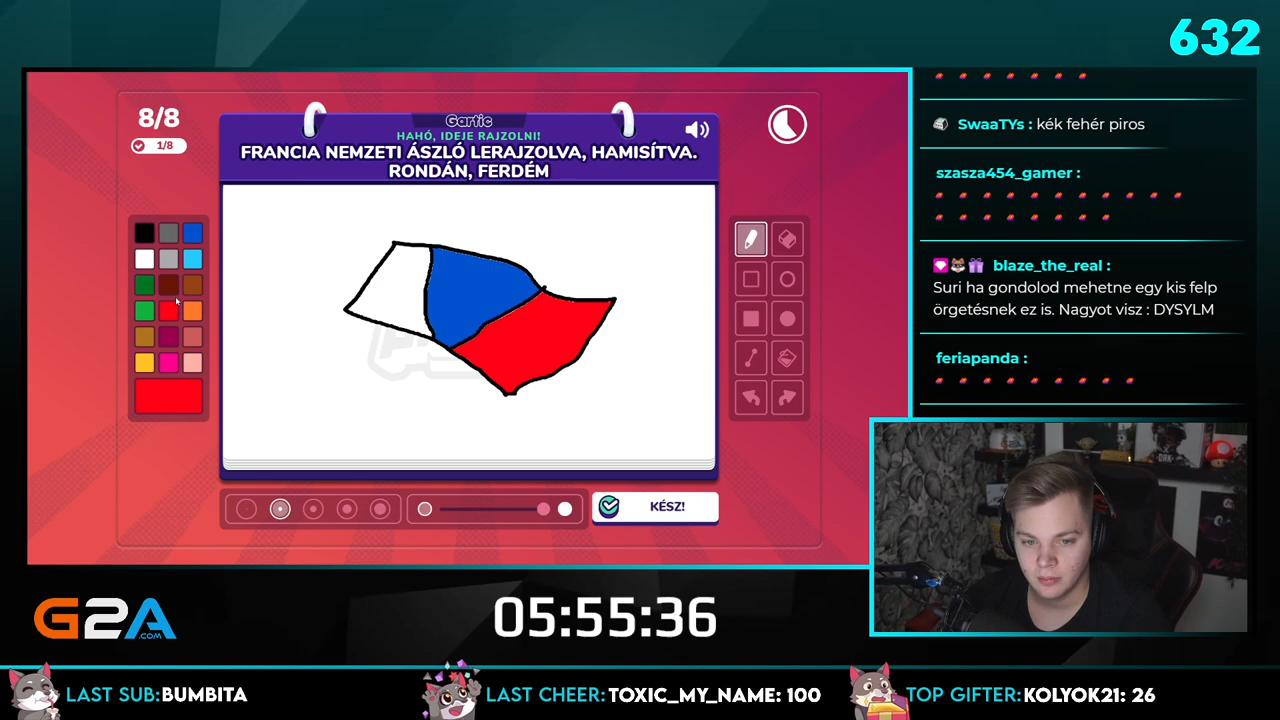 632
8/8
1/8
Gartic
HAHÓ, IDEJE RAJZOLNI!
FRANCIA NEMZETI ÁSZLÓ LERAJZOLVA, HAMISÍTVA.
RONDÁN, FERDÉM
KÉSZ!
SwaaTYs : kék fehér piros
szasza454_gamer :
blaze_the_real :
Suri ha gondolod mehetne egy kis felp
örgetésnek ez is. Nagyot visz : DYSYLM
feriapanda :
G2A
.COM
05:55:36
LAST SUB:BUMBITA
LAST CHEER:TOXIC_MY_NAME: 100
TOP GIFTER:KOLYOK21: 26